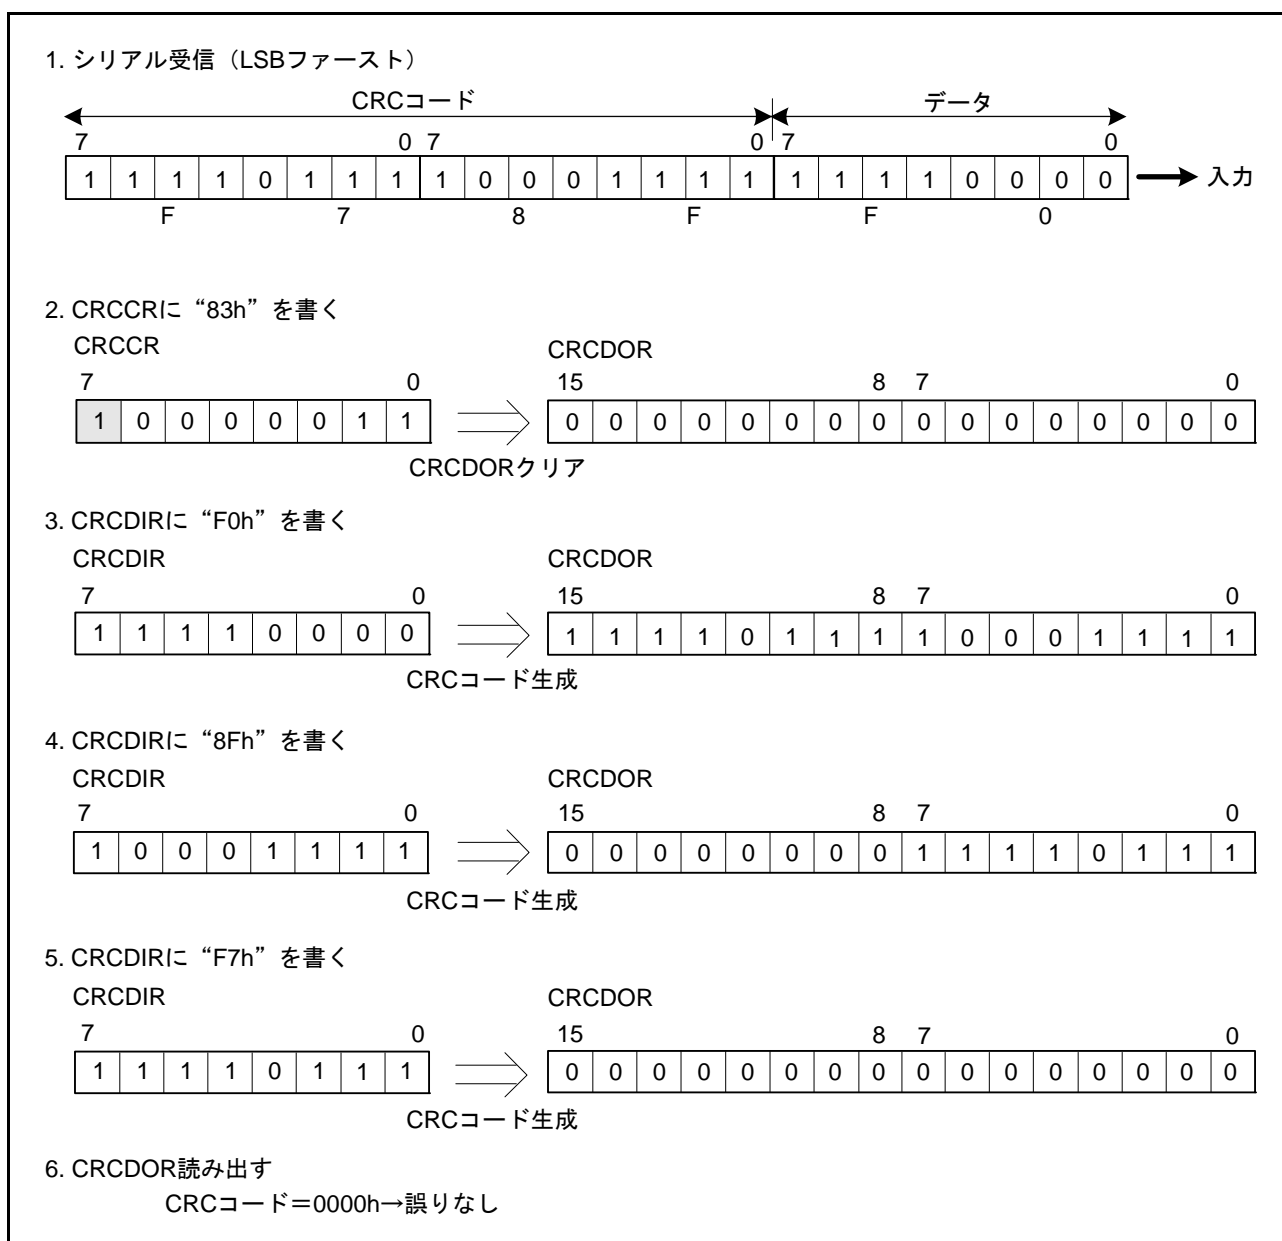 1. シリアル受信（LSBファースト）
CRCコード データ
7 0 7 0 7 0
1 1 1 1 0 1 1 1 1 0 0 0 1 1 1 1 1 1 1 1 0 0 0 0 入力
F 7 8 F F 0
2. CRCCRに“83h”を書く
CRCCR CRCDOR
7 0 15 8 7 0
1 0 0 0 0 0 1 1 0 0 0 0 0 0 0 0 0 0 0 0 0 0 0 0
CRCDORクリア
3. CRCDIRに“F0h”を書く
CRCDIR CRCDOR
7 0 15 8 7 0
1 1 1 1 0 0 0 0 1 1 1 1 0 1 1 1 1 0 0 0 1 1 1 1
CRCコード生成
4. CRCDIRに“8Fh”を書く
CRCDIR CRCDOR
7 0 15 8 7 0
1 0 0 0 1 1 1 1 0 0 0 0 0 0 0 0 1 1 1 1 0 1 1 1
CRCコード生成
5. CRCDIRに“F7h”を書く
CRCDIR CRCDOR
7 0 15 8 7 0
1 1 1 1 0 1 1 1 0 0 0 0 0 0 0 0 0 0 0 0 0 0 0 0
CRCコード生成
6. CRCDOR読み出す
CRCコード＝0000h→誤りなし